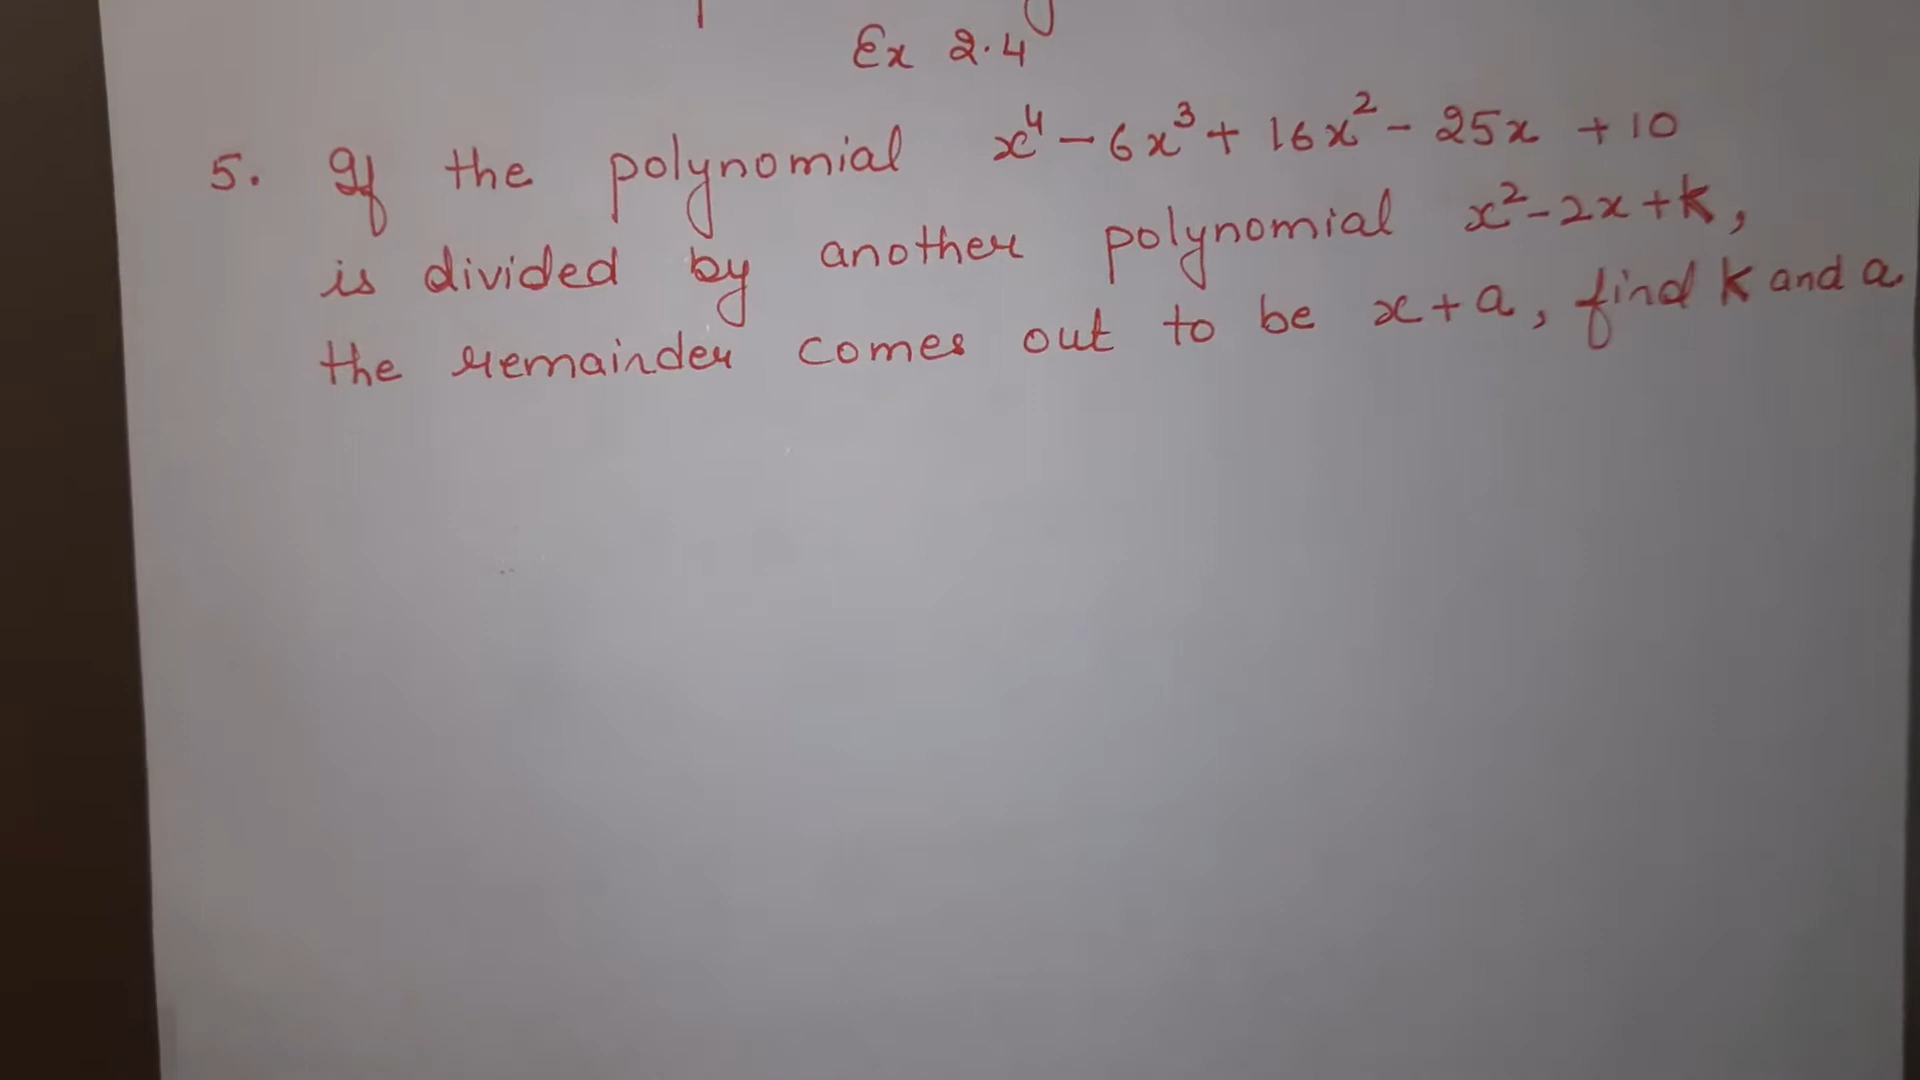 Ex 2.4
5. If the polynomial x⁴ - 6x³ + 16x² - 25x + 10
is divided by another polynomial x² - 2x + k,
the remainder comes out to be x + a, find k and a